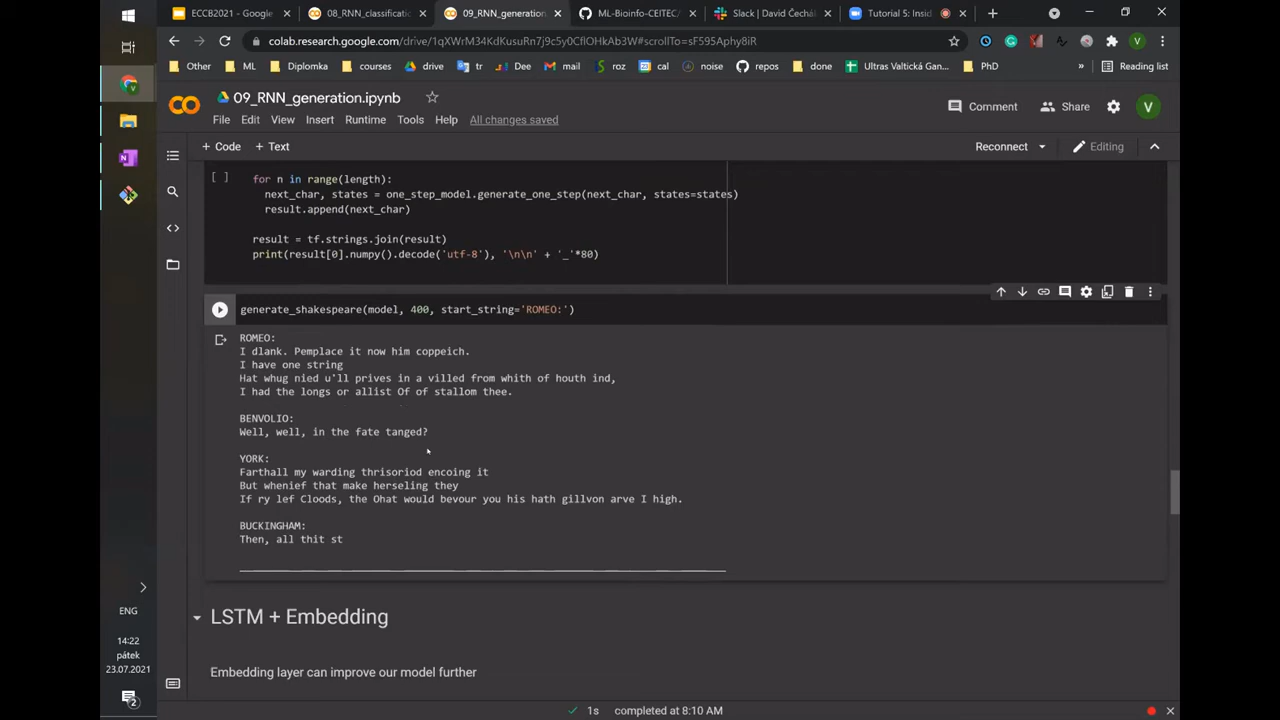 ECCB2021 - Google
08_RNN_classificatio
09_RNN_generation.
ML-Bioinfo-CEITEC/
Slack | David Čechák
Tutorial 5: Insid
colab.research.google.com/drive/
Other
ML
Diplomka
courses
drive
tr
Dee
mail
roz
cal
noise
repos
done
Ultras Valtická Gan...
PhD
»
Reading list
09_RNN_generation.ipynb
Comment
Share
V
File Edit View Insert Runtime Tools Help All changes saved
+ Code + Text
Reconnect
Editing
[ ]
for n in range(length):
next_char, states = one_step_model.generate_one_step(next_char, states=states)
result.append(next_char)
result = tf.strings.join(result)
print(result[0].numpy().decode('utf-8'), '\n\n' + '_'*80)
generate_shakespeare(model, 400, start_string='ROMEO:')
ROMEO:
I dlank. Pemplace it now him coppeich.
I have one string
Hat whug nied u'll prives in a villed from whith of houth ind,
I had the longs or allist Of of stallom thee.
BENVOLIO:
Well, well, in the fate tanged?
YORK:
Farthall my warding thrisoriod encoing it
But whenief that make herseling they
If ry lef Cloods, the Ohat would bevour you his hath gillvon arve I high.
BUCKINGHAM:
Then, all thit st
________________________________________________________________________________
LSTM + Embedding
Embedding layer can improve our model further
1s completed at 8:10 AM
ENG
14:22
pátek
23.07.2021
2